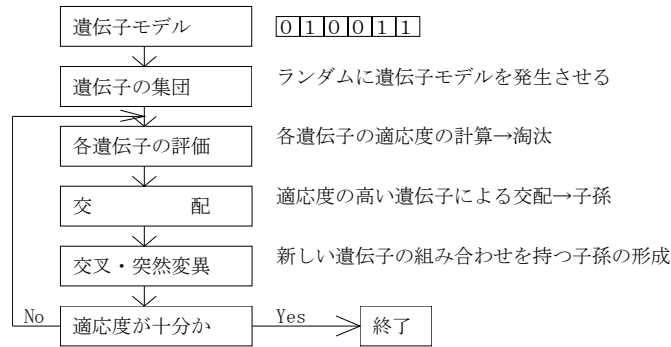 遺伝子モデル 0 1 0 0 1 1
遺伝子の集団 ランダムに遺伝子モデルを発生させる
各遺伝子の評価 各遺伝子の適応度の計算→淘汰
交 配 適応度の高い遺伝子による交配→子孫
交叉・突然変異 新しい遺伝子の組み合わせを持つ子孫の形成
No 適応度が十分か Yes 終了